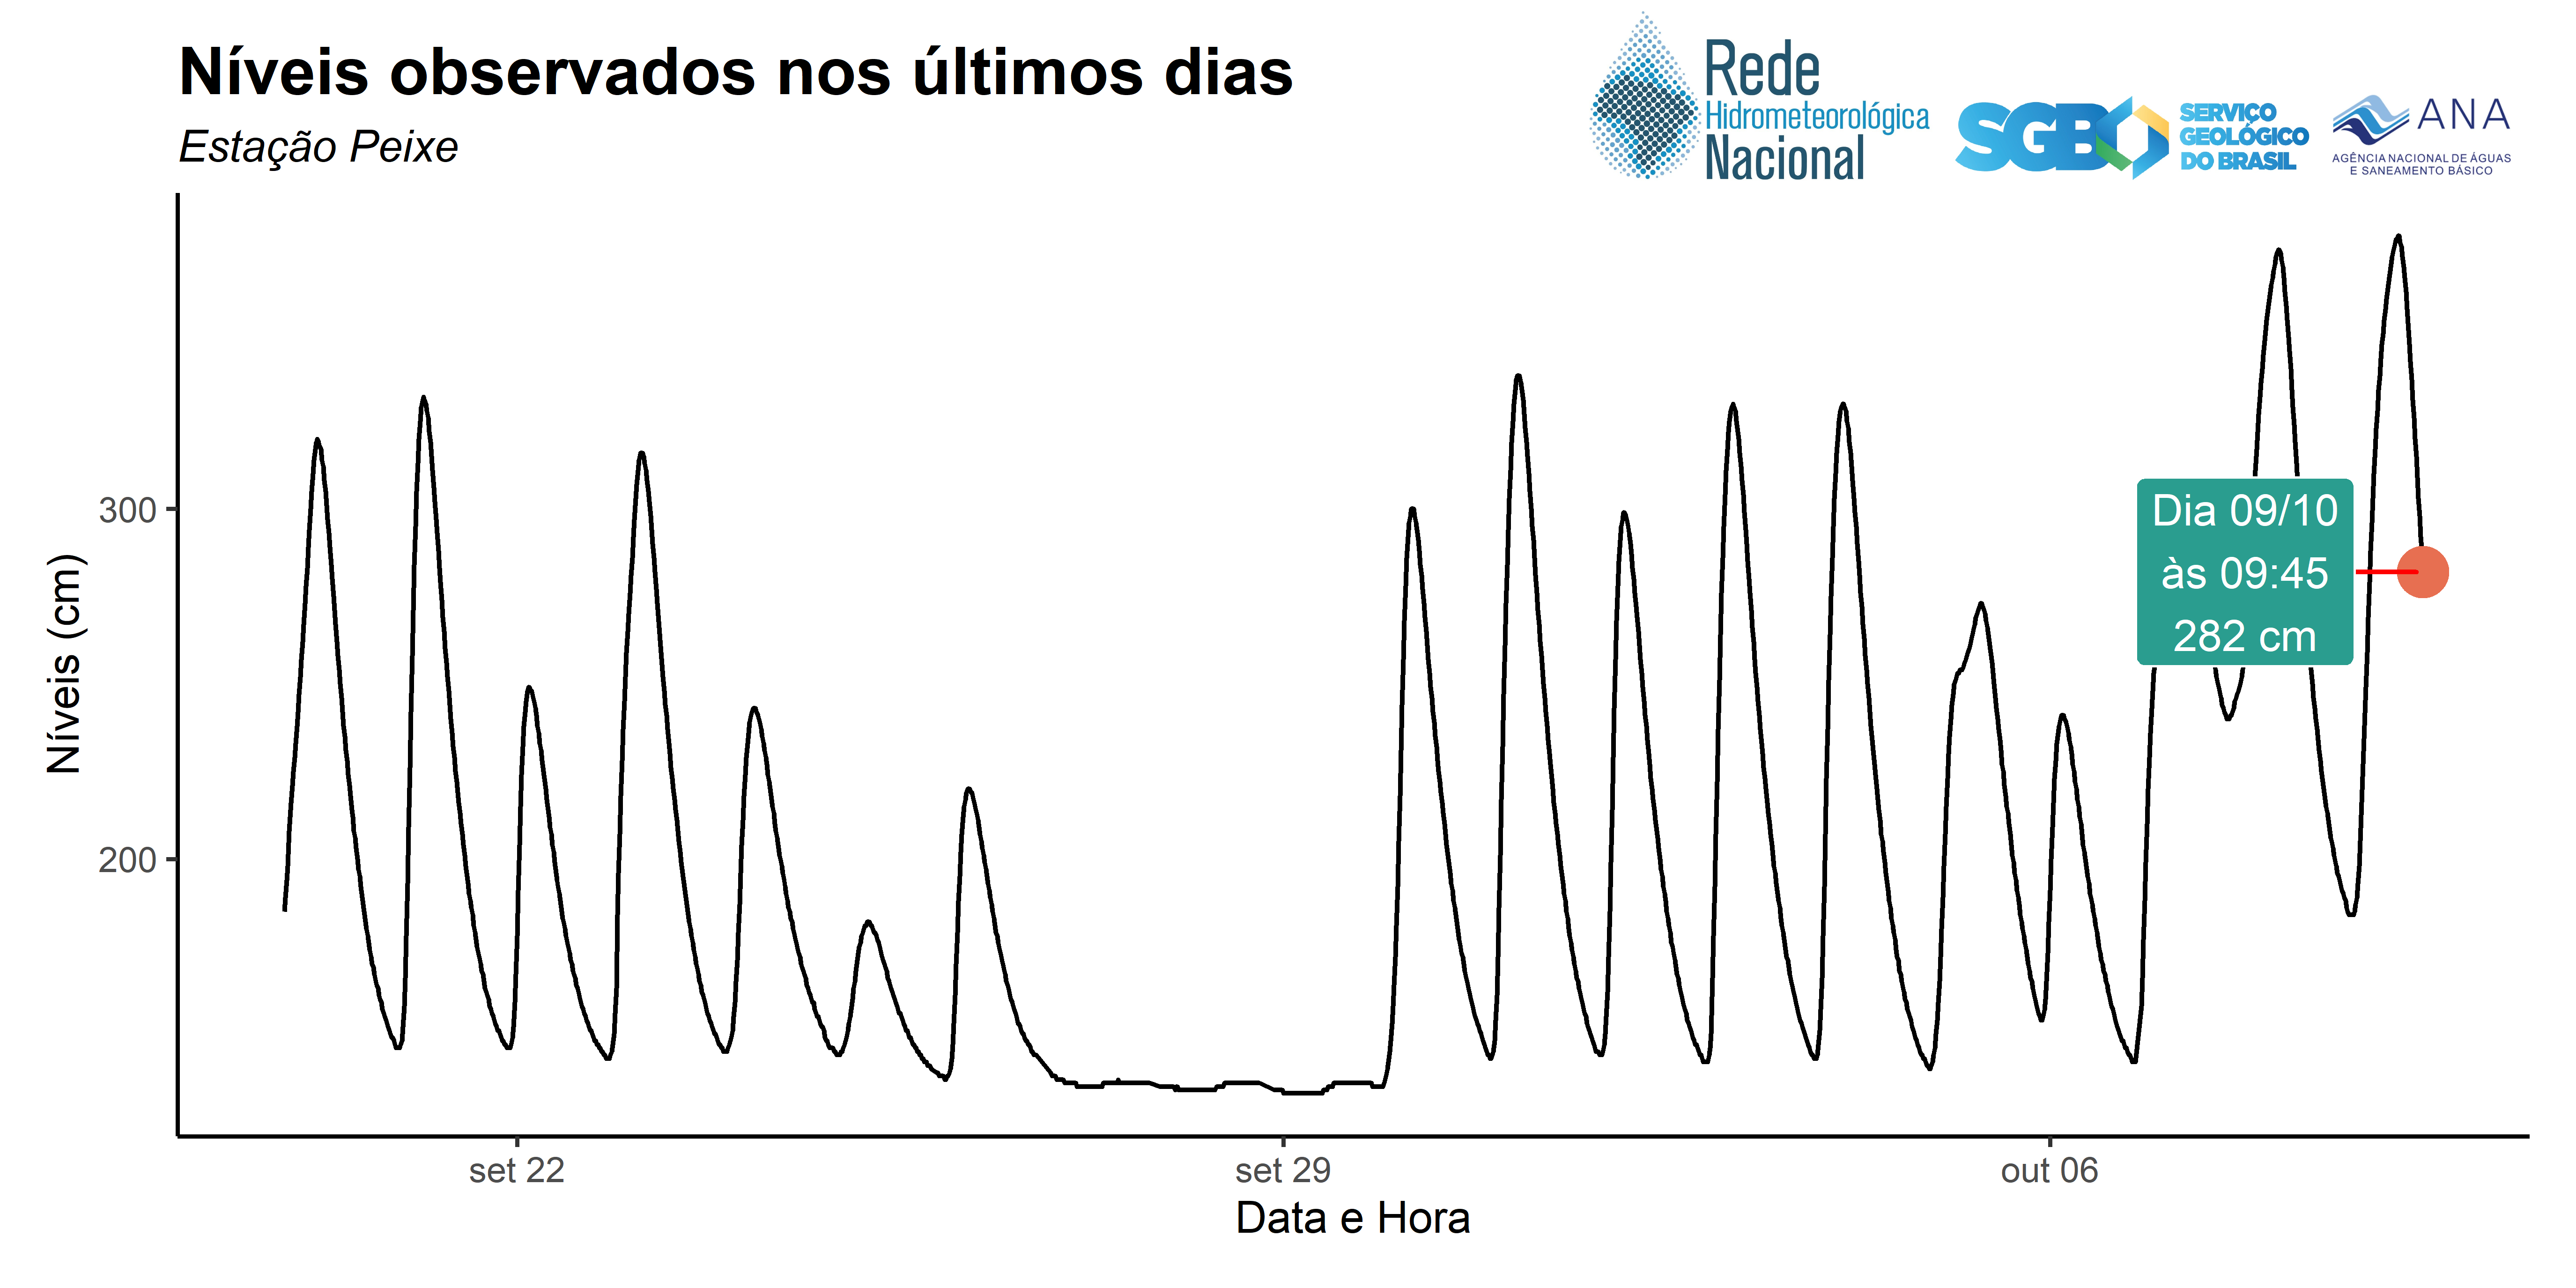 Níveis observados nos últimos dias
Estação Peixe
Rede
Hidrometeorológica
Nacional
SGB
SERVIÇO
GEOLÓGICO
DO BRASIL
ANA
AGÊNCIA NACIONAL DE ÁGUAS
E SANEAMENTO BÁSICO
Níveis (cm)
300
200
Dia 09/10
às 09:45
282 cm
set 22
set 29
out 06
Data e Hora